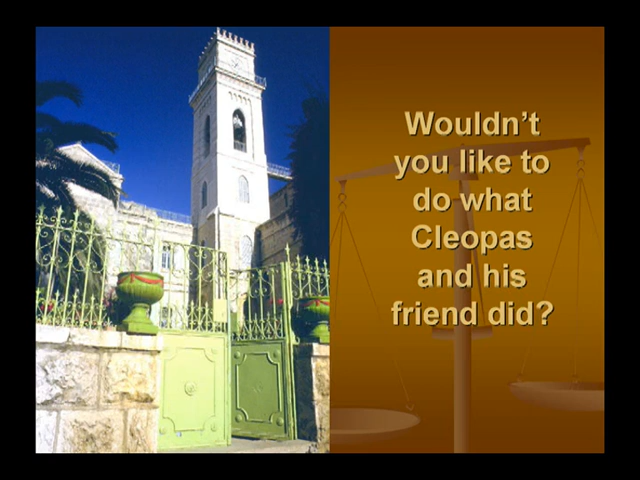 Wouldn't
you like to
do what
Cleopas
and his
friend did?